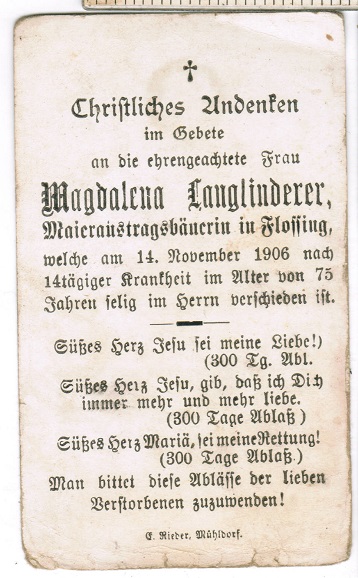 ✝
Christliches Andenken
im Gebete
an die ehrengeachtete Frau
Magdalena Langlinderer,
Maieraustragsbäuerin in Flossing,
welche am 14. November 1906 nach
14tägiger Krankheit im Alter von 75
Jahren selig im Herrn verschieden ist.
Süßes Herz Jesu sei meine Liebe!)
(300 Tg. Abl.
Süßes Herz Jesu, gib, daß ich Dich
immer mehr und mehr liebe.
(300 Tage Ablaß)
Süßes Herz Mariä, sei meine Rettung!
(300 Tage Ablaß.)
Man bittet diese Ablässe der lieben
Verstorbenen zuzuwenden!
E. Rieder, Mühldorf.